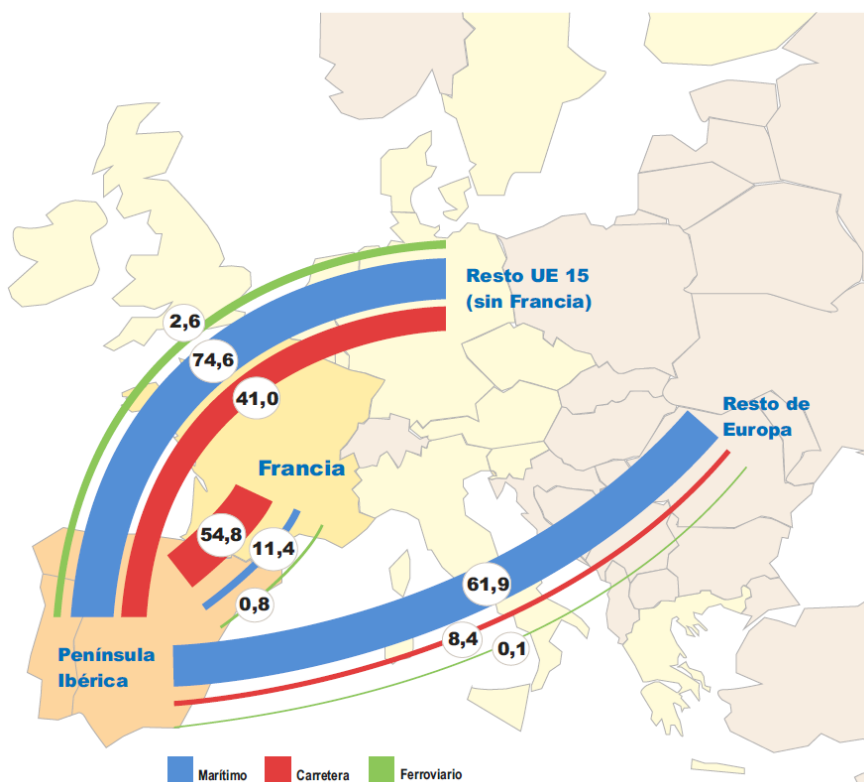 Resto UE 15
(sin Francia)
2,6
74,6
41,0
Resto de
Europa
Francia
54,8
11,4
0,8
61,9
8,4
0,1
Península
Ibérica
Marítimo
Carretera
Ferroviario